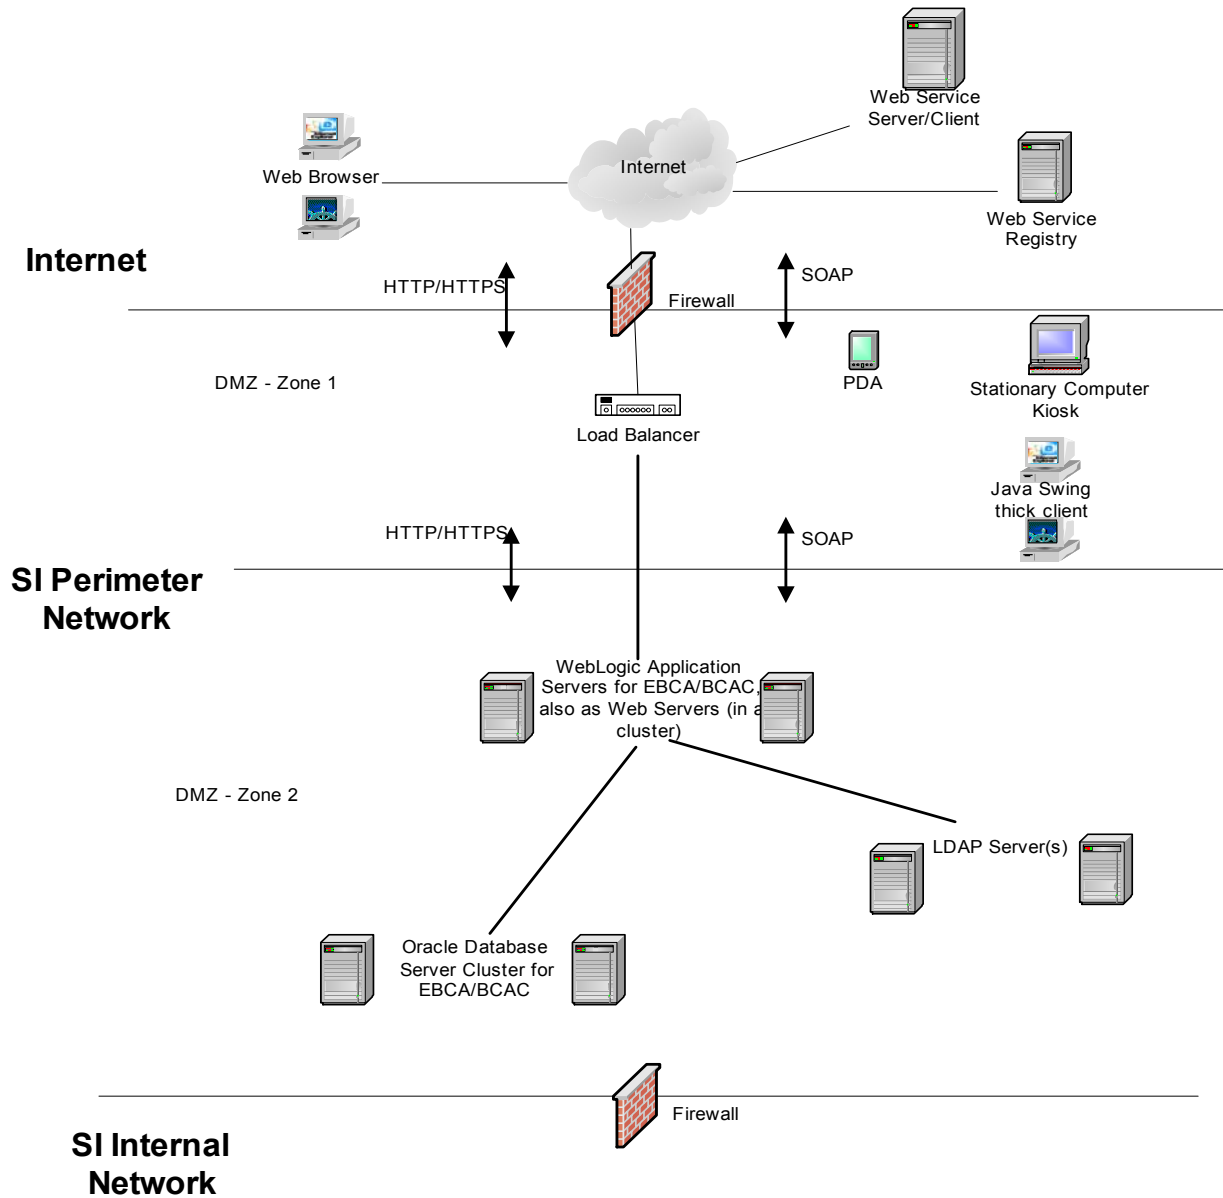 Web Service
Server/Client
Internet
Web Browser
Web Service
Registry
Internet
HTTP/HTTPS
SOAP
Firewall
DMZ - Zone 1
PDA
Stationary Computer
Kiosk
Load Balancer
Java Swing
thick client
HTTP/HTTPS
SOAP
SI Perimeter
Network
WebLogic Application
Servers for EBCA/BCAC,
also as Web Servers (in a
cluster)
DMZ - Zone 2
LDAP Server(s)
Oracle Database
Server Cluster for
EBCA/BCAC
Firewall
SI Internal
Network